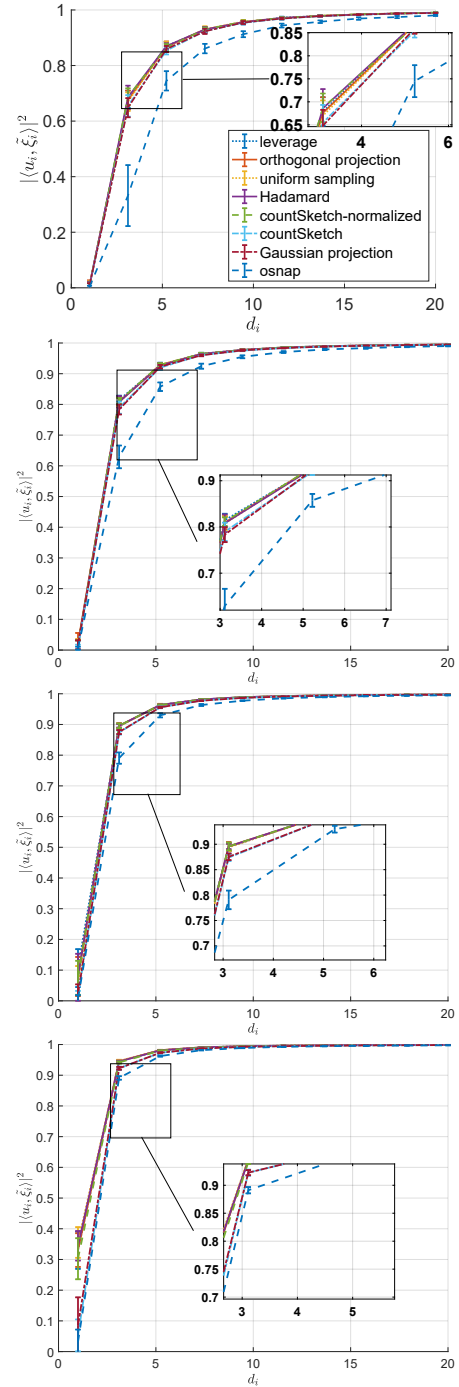 1
0.8
0.6
0.4
0.2
0
|⟨u_i, ξ̃_i⟩|^2
0.85
0.8
0.75
0.7
0.65
4
6
leverage
orthogonal projection
uniform sampling
Hadamard
countSketch-normalized
countSketch
Gaussian projection
osnap
0 5 10 15 20
d_i
1
0.9
0.8
0.7
0.6
0.5
0.4
0.3
0.2
0.1
0
|⟨u_i, ξ̃_i⟩|^2
0.9
0.8
0.7
3 4 5 6 7
0 5 10 15 20
d_i
1
0.9
0.8
0.7
0.6
0.5
0.4
0.3
0.2
0.1
0
|⟨u_i, ξ̃_i⟩|^2
0.9
0.85
0.8
0.75
0.7
3 4 5 6
0 5 10 15 20
d_i
1
0.9
0.8
0.7
0.6
0.5
0.4
0.3
0.2
0.1
0
|⟨u_i, ξ̃_i⟩|^2
0.9
0.85
0.8
0.75
0.7
3 4 5
0 5 10 15 20
d_i